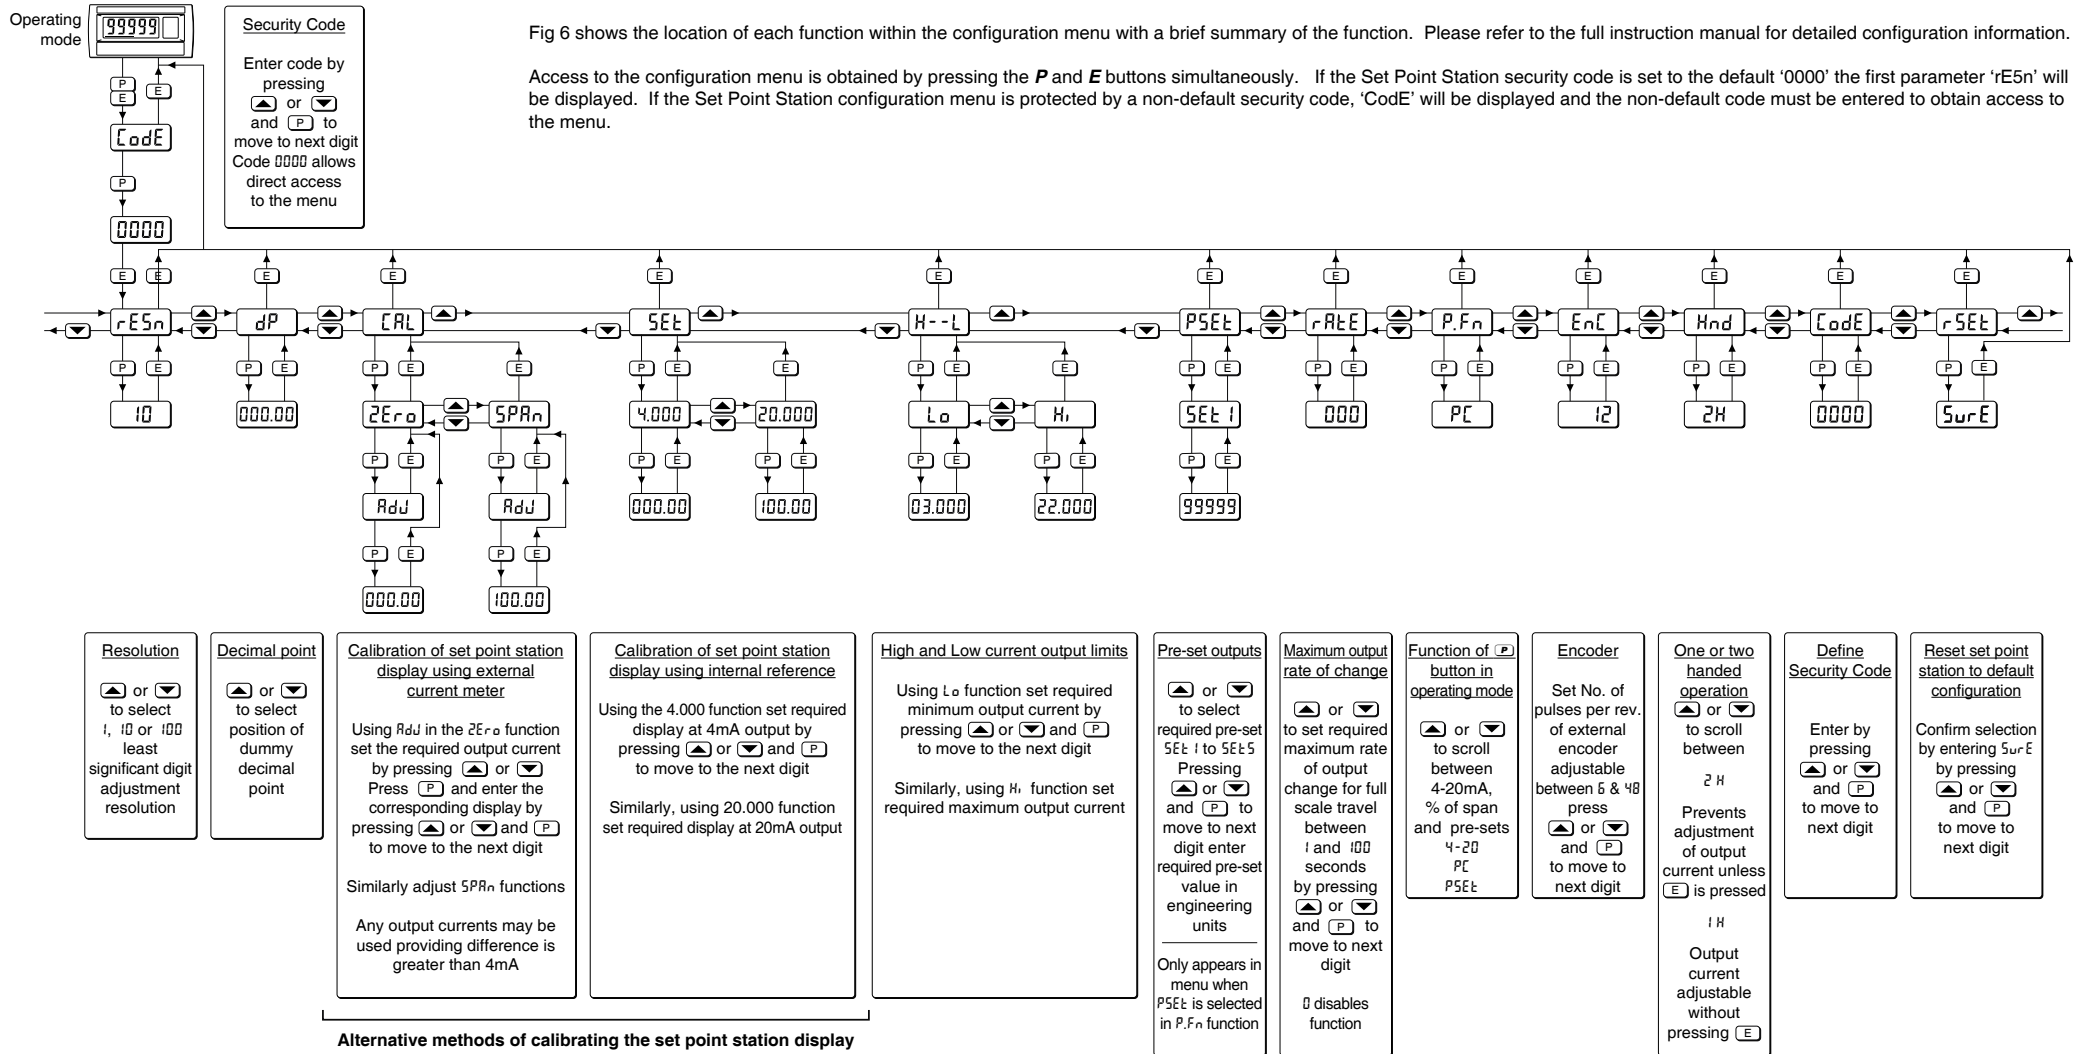 Operating
mode
99999
Security Code
Enter code by
pressing
▲ or ▼
and P to
move to next digit
Code 0000 allows
direct access
to the menu
Fig 6 shows the location of each function within the configuration menu with a brief summary of the function. Please refer to the full instruction manual for detailed configuration information.
Access to the configuration menu is obtained by pressing the P and E buttons simultaneously. If the Set Point Station security code is set to the default ‘0000’ the first parameter ‘rE5n’ will
be displayed. If the Set Point Station configuration menu is protected by a non-default security code, ‘CodE’ will be displayed and the non-default code must be entered to obtain access to
the menu.
P
E E
CodE
P
0000
E E E E E E E E E E E E E
rESn dP CAL SEt H--L PSEt rAtE P.Fn EnC Hnd CodE rSEt
P E P E P E E P E E P E E P E P E P E P E P E P E P E
10 000.00 2Ero SPAn 4.000 20.000 Lo Hi SEt1 000 PC 12 2H 0000 SurE
P E P E P E P E P E P E P E
AdJ AdJ 000.00 100.00 03.000 22.000 99999
P E P E
000.00 100.00
Resolution
▲ or ▼
to select
1, 10 or 100
least
significant digit
adjustment
resolution
Decimal point
▲ or ▼
to select
position of
dummy
decimal
point
Calibration of set point station
display using external
current meter
Using AdJ in the 2Ero function
set the required output current
by pressing ▲ or ▼
Press P and enter the
corresponding display by
pressing ▲ or ▼ and P
to move to the next digit
Similarly adjust SPAn functions
Any output currents may be
used providing difference is
greater than 4mA
Calibration of set point station
display using internal reference
Using the 4.000 function set required
display at 4mA output by
pressing ▲ or ▼ and P
to move to the next digit
Similarly, using 20.000 function
set required display at 20mA output
Alternative methods of calibrating the set point station display
High and Low current output limits
Using Lo function set required
minimum output current by
pressing ▲ or ▼ and P
to move to the next digit
Similarly, using Hi function set
required maximum output current
Pre-set outputs
▲ or ▼
to select
required pre-set
SEt1 to SEt5
Pressing
▲ or ▼
and P to
move to next
digit enter
required pre-set
value in
engineering
units
Only appears in
menu when
PSEt is selected
in P.Fn function
Maximum output
rate of change
▲ or ▼
to set required
maximum rate
of output
change for full
scale travel
between
1 and 100
seconds
by pressing
▲ or ▼
and P to
move to next
digit
0 disables
function
Function of P
button in
operating mode
▲ or ▼
to scroll
between
4-20mA,
% of span
and pre-sets
4-20
PC
PSEt
Encoder
Set No. of
pulses per rev.
of external
encoder
adjustable
between 6 & 48
press
▲ or ▼
and P
to move to
next digit
One or two
handed
operation
▲ or ▼
to scroll
between
2H
Prevents
adjustment
of output
current unless
E is pressed
1H
Output
current
adjustable
without
pressing E
Define
Security Code
Enter by
pressing
▲ or ▼
and P
to move to
next digit
Reset set point
station to default
configuration
Confirm selection
by entering SurE
by pressing
▲ or ▼
and P
to move to
next digit